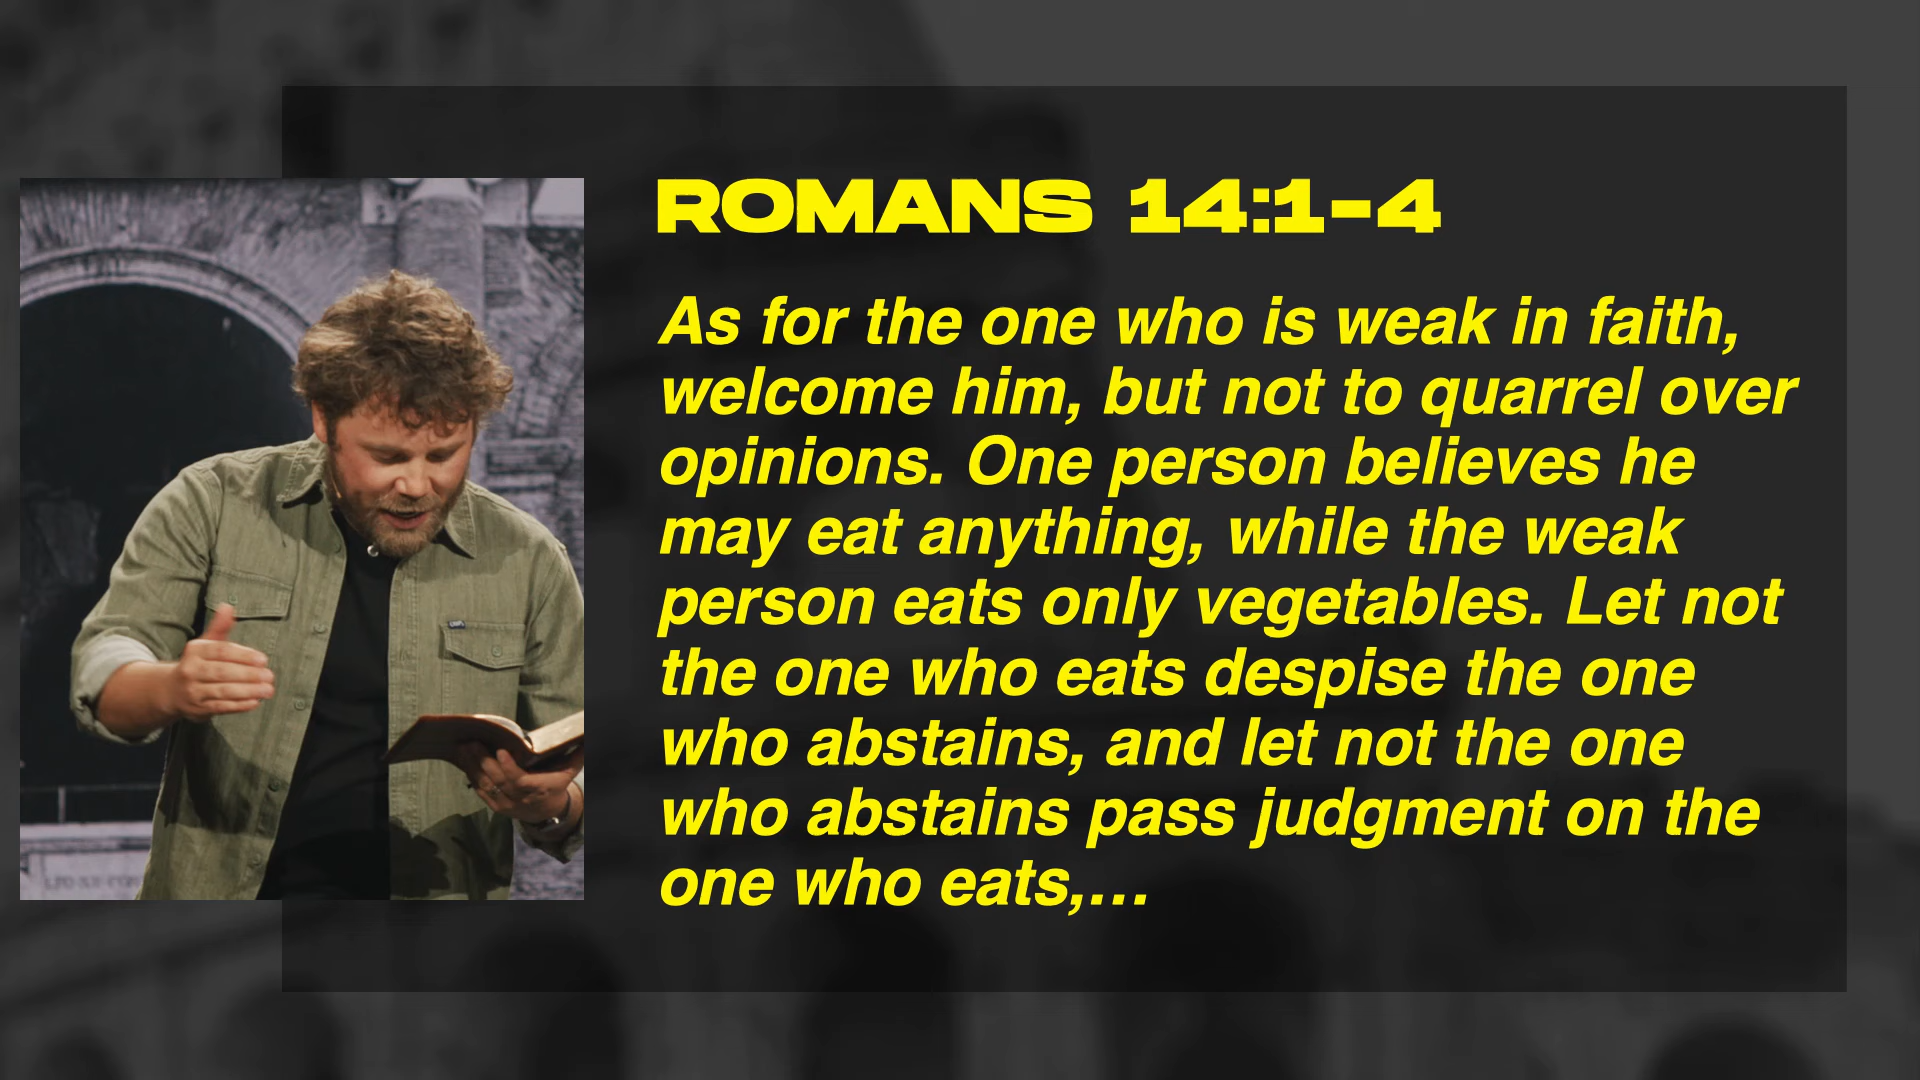 ROMANS 14:1-4
As for the one who is weak in faith,
welcome him, but not to quarrel over
opinions. One person believes he
may eat anything, while the weak
person eats only vegetables. Let not
the one who eats despise the one
who abstains, and let not the one
who abstains pass judgment on the
one who eats,…